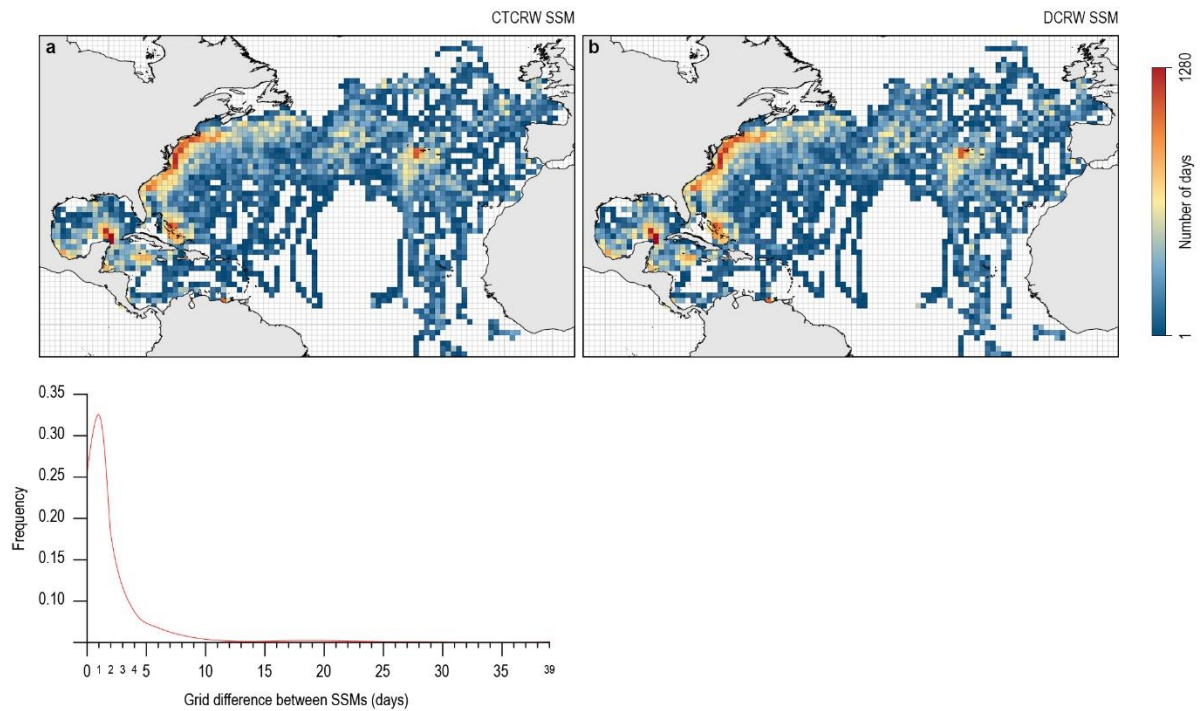 CTCRW SSM
DCRW SSM
a
b
1280
Number of days
1
0.35
0.30
0.25
0.20
0.15
0.10
Frequency
0 1 2 3 4 5 10 15 20 25 30 35 39
Grid difference between SSMs (days)